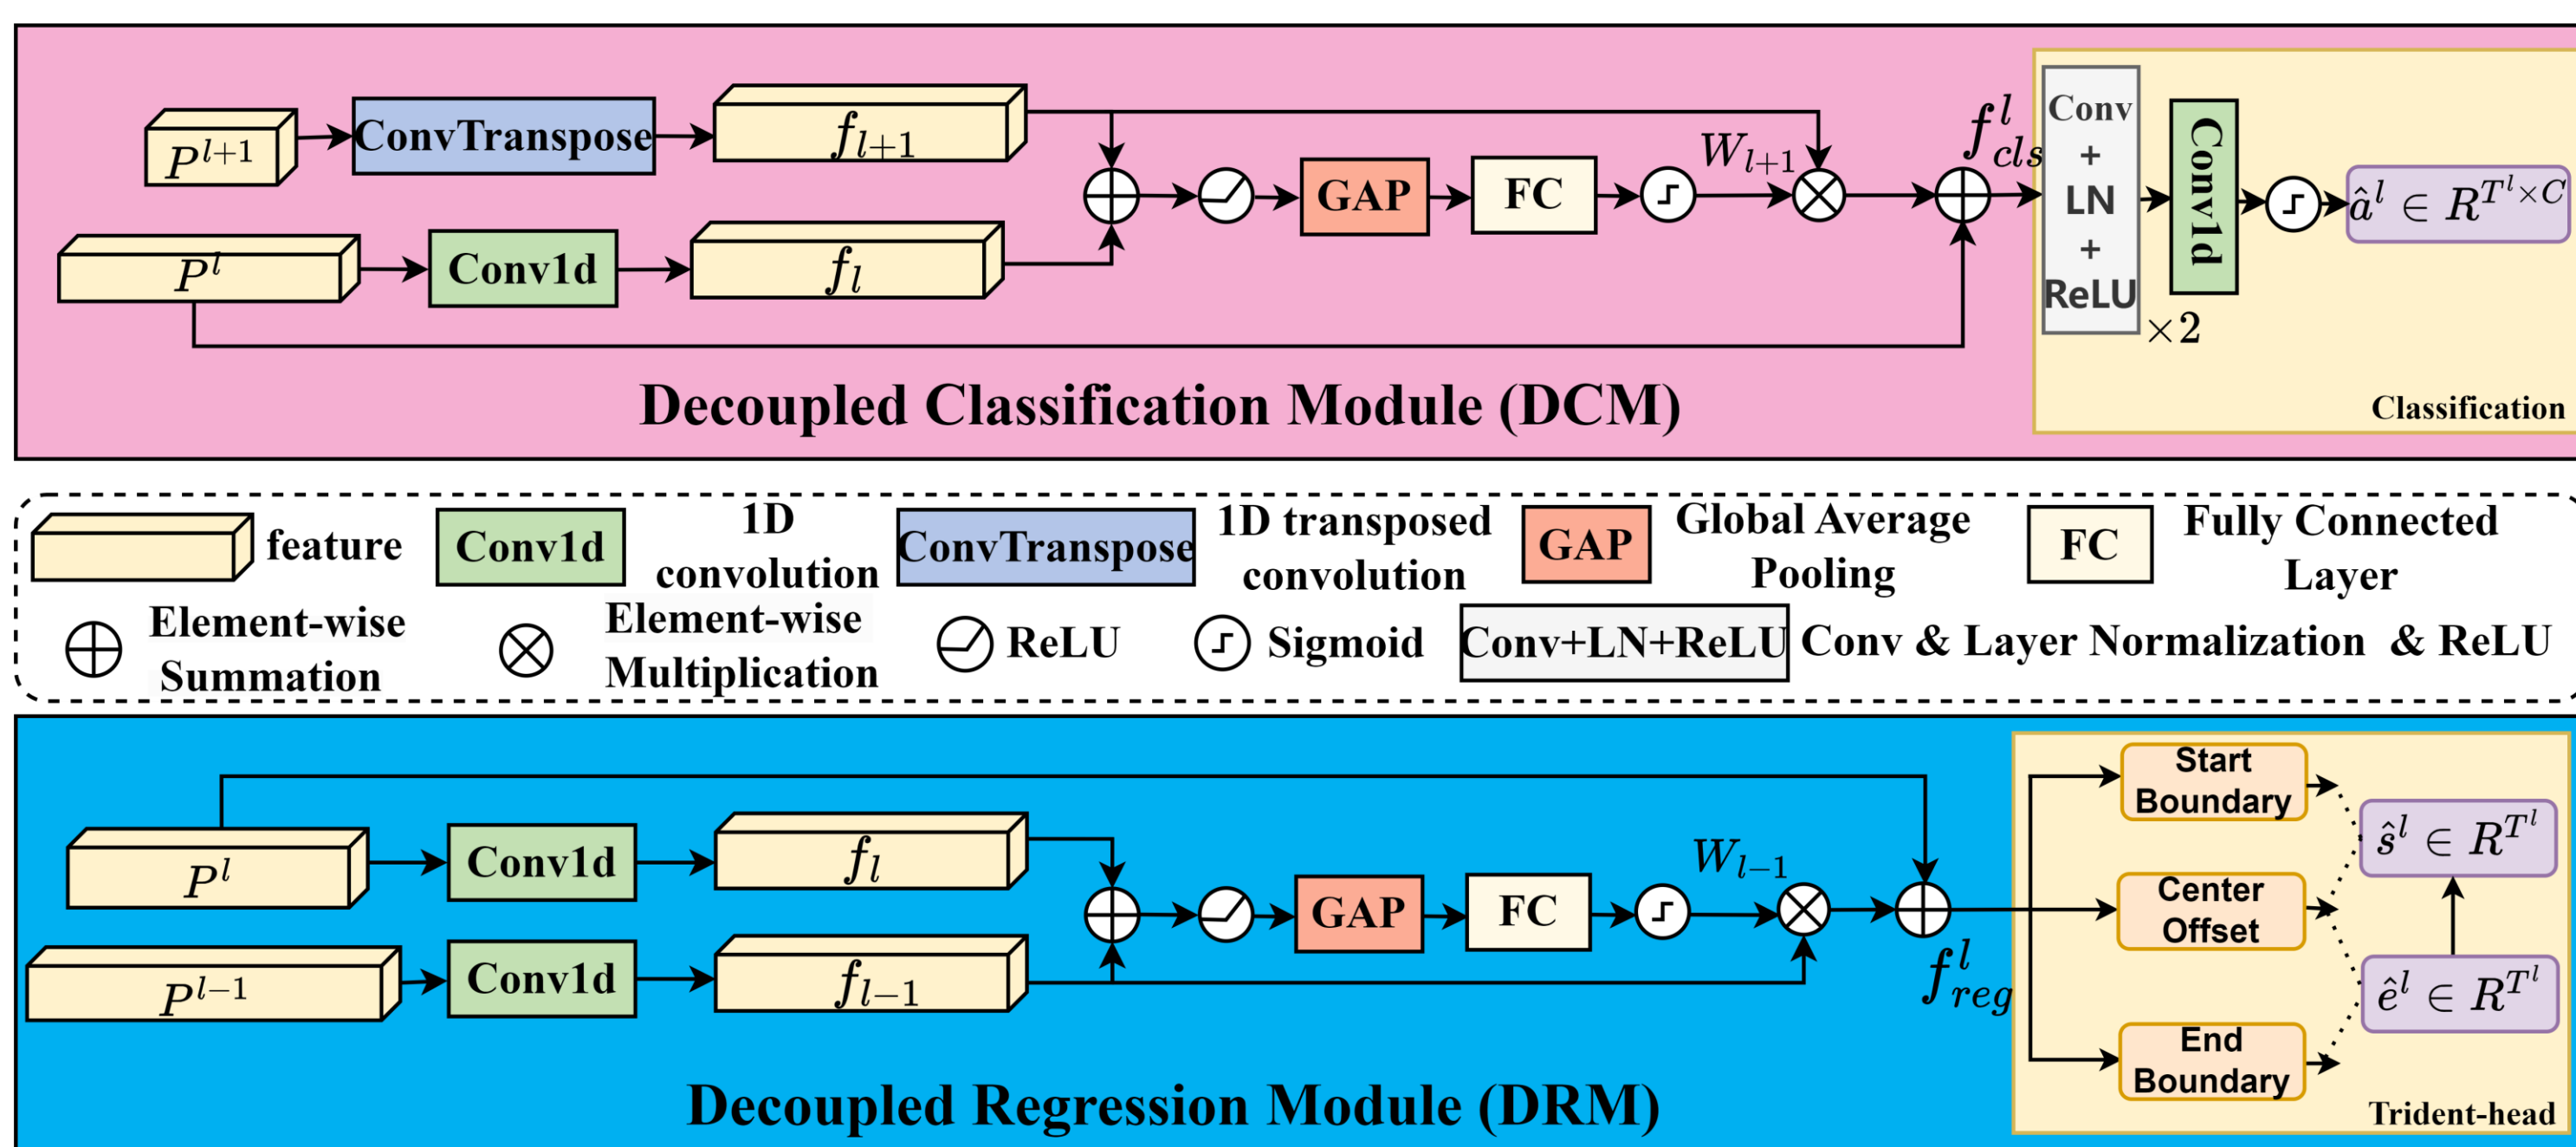 P^{l+1}
ConvTranspose
f_{l+1}
P^l
Conv1d
f_l
GAP
FC
W_{l+1}
f^l_{cls}
Conv
+
LN
+
ReLU
×2
Conv1d
â^l ∈ R^{T^l×C}
Classification
Decoupled Classification Module (DCM)
feature
Conv1d
1D
convolution
ConvTranspose
1D transposed
convolution
GAP
Global Average
Pooling
FC
Fully Connected
Layer
Element-wise
Summation
Element-wise
Multiplication
ReLU
Sigmoid
Conv+LN+ReLU
Conv & Layer Normalization & ReLU
P^l
Conv1d
f_l
P^{l−1}
Conv1d
f_{l−1}
GAP
FC
W_{l−1}
f^l_{reg}
Start
Boundary
Center
Offset
End
Boundary
ŝ^l ∈ R^{T^l}
ê^l ∈ R^{T^l}
Trident-head
Decoupled Regression Module (DRM)